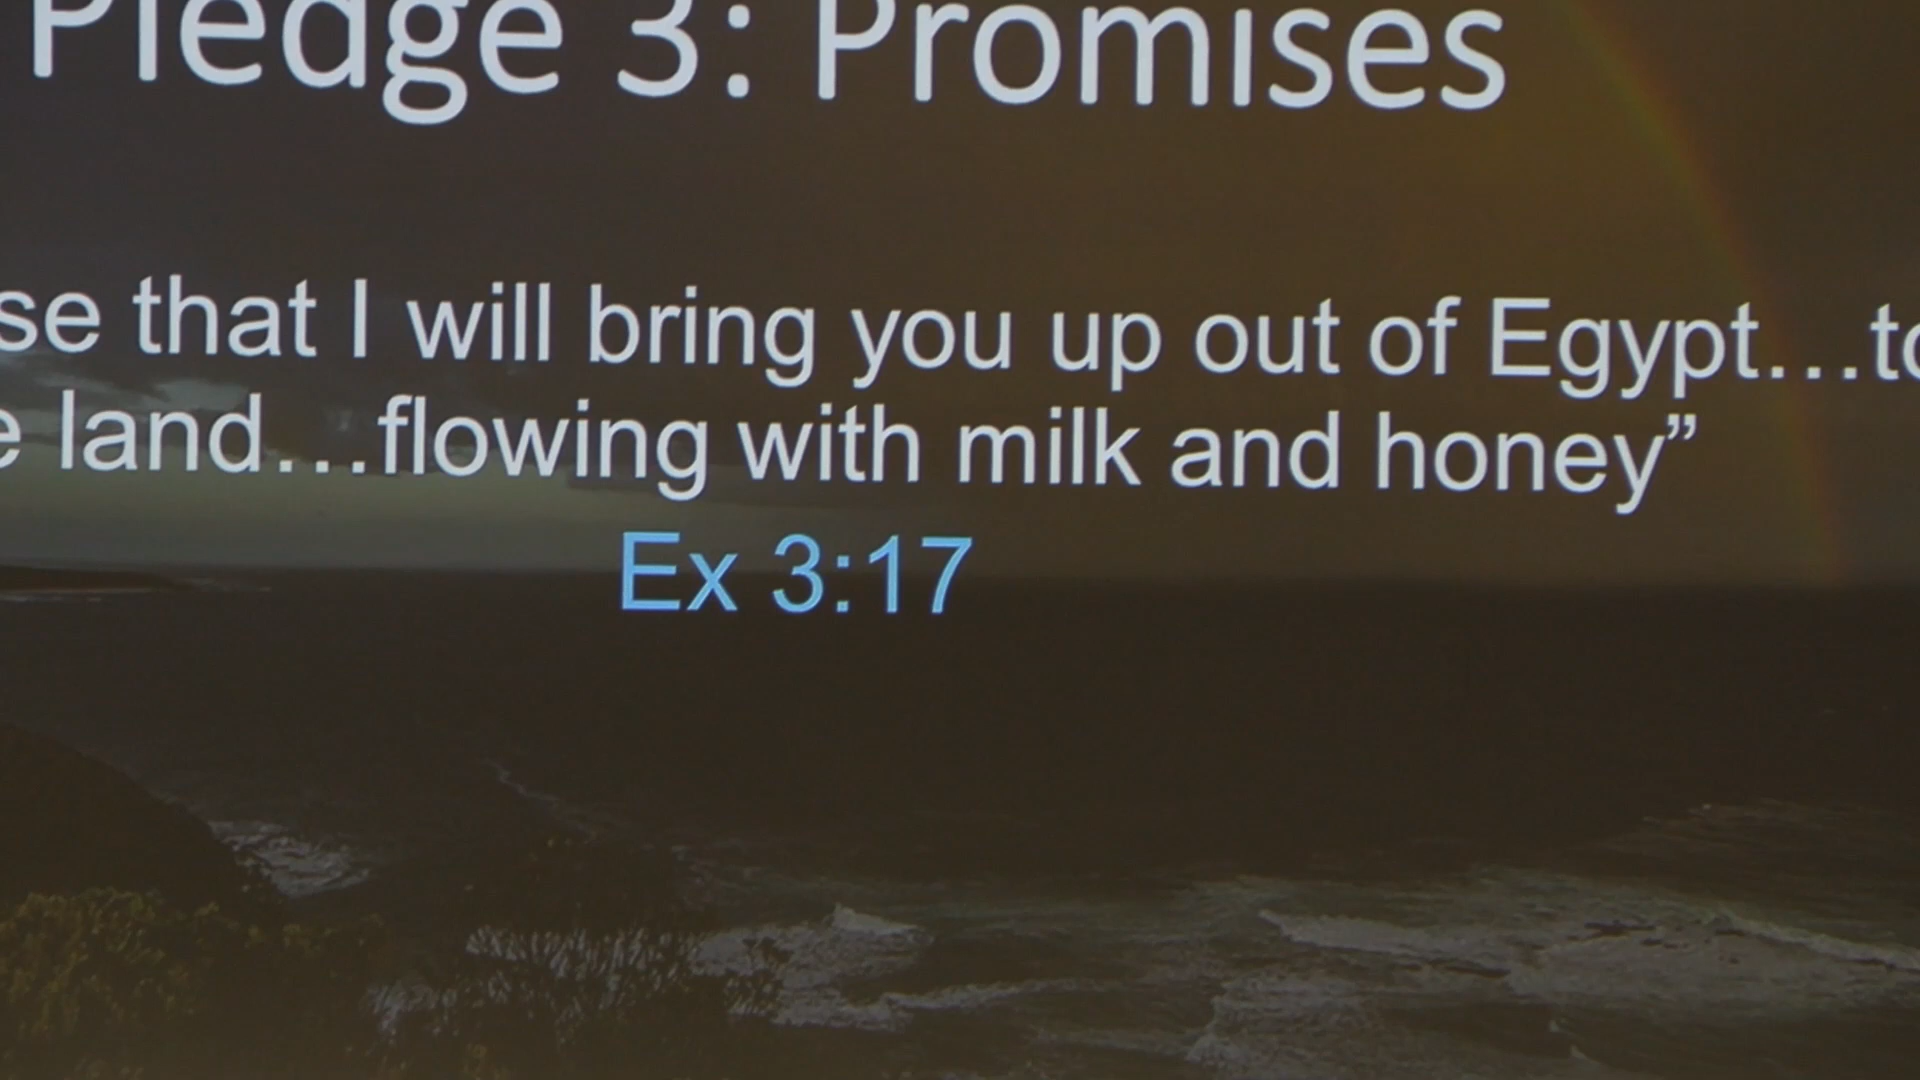 Pledge 3: Promises
se that I will bring you up out of Egypt…to
e land…flowing with milk and honey”
Ex 3:17